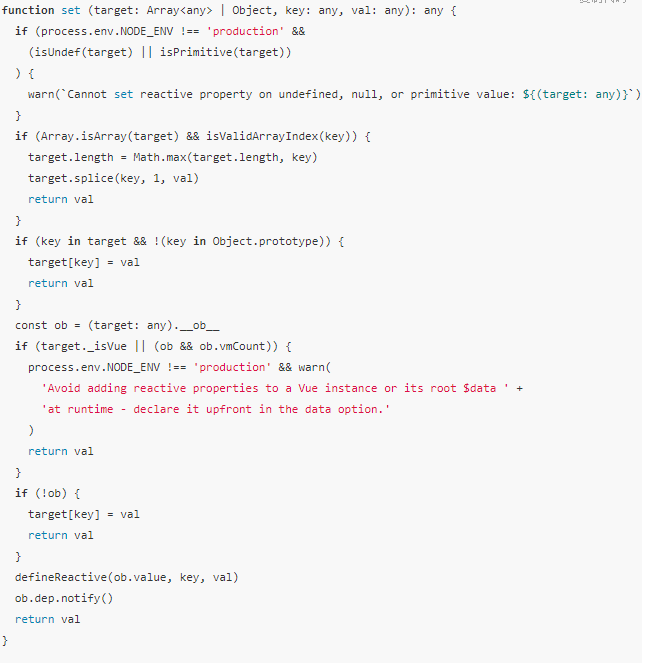 function set (target: Array<any> | Object, key: any, val: any): any {
  if (process.env.NODE_ENV !== 'production' &&
    (isUndef(target) || isPrimitive(target))
  ) {
    warn(`Cannot set reactive property on undefined, null, or primitive value: ${(target: any)}`)
  }
  if (Array.isArray(target) && isValidArrayIndex(key)) {
    target.length = Math.max(target.length, key)
    target.splice(key, 1, val)
    return val
  }
  if (key in target && !(key in Object.prototype)) {
    target[key] = val
    return val
  }
  const ob = (target: any).__ob__
  if (target._isVue || (ob && ob.vmCount)) {
    process.env.NODE_ENV !== 'production' && warn(
      'Avoid adding reactive properties to a Vue instance or its root $data ' +
      'at runtime - declare it upfront in the data option.'
    )
    return val
  }
  if (!ob) {
    target[key] = val
    return val
  }
  defineReactive(ob.value, key, val)
  ob.dep.notify()
  return val
}